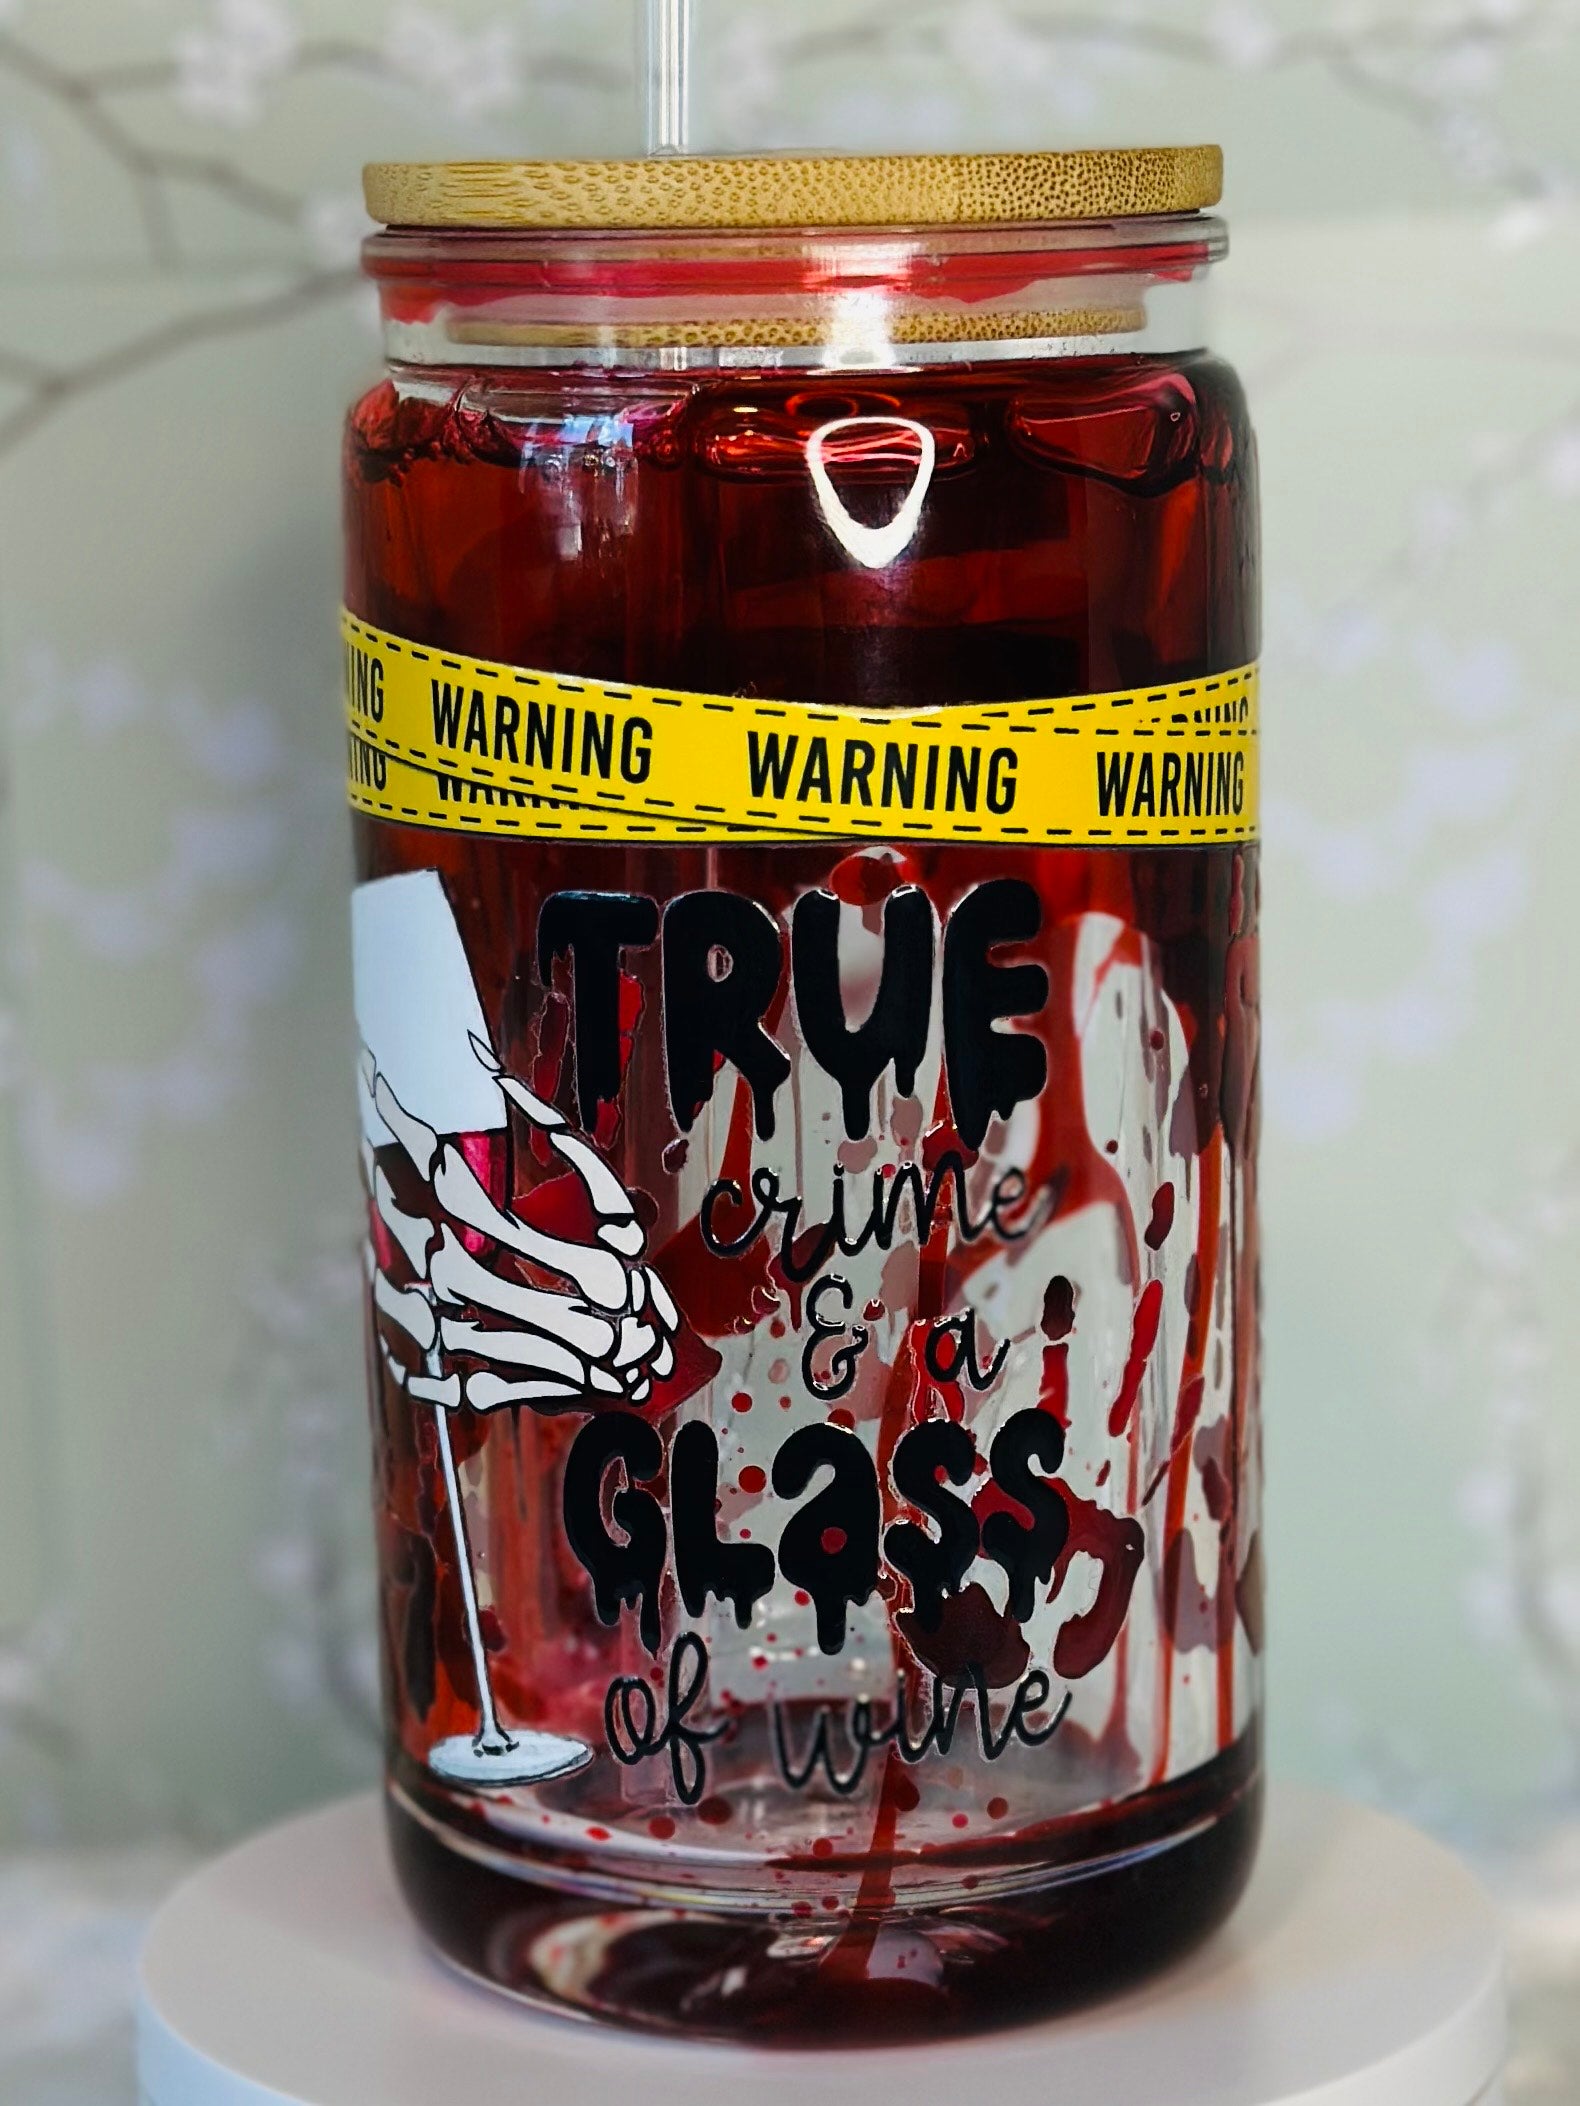 WARNING WARNING WARNING
TRUE
crime
& a
GLaSS
of wine